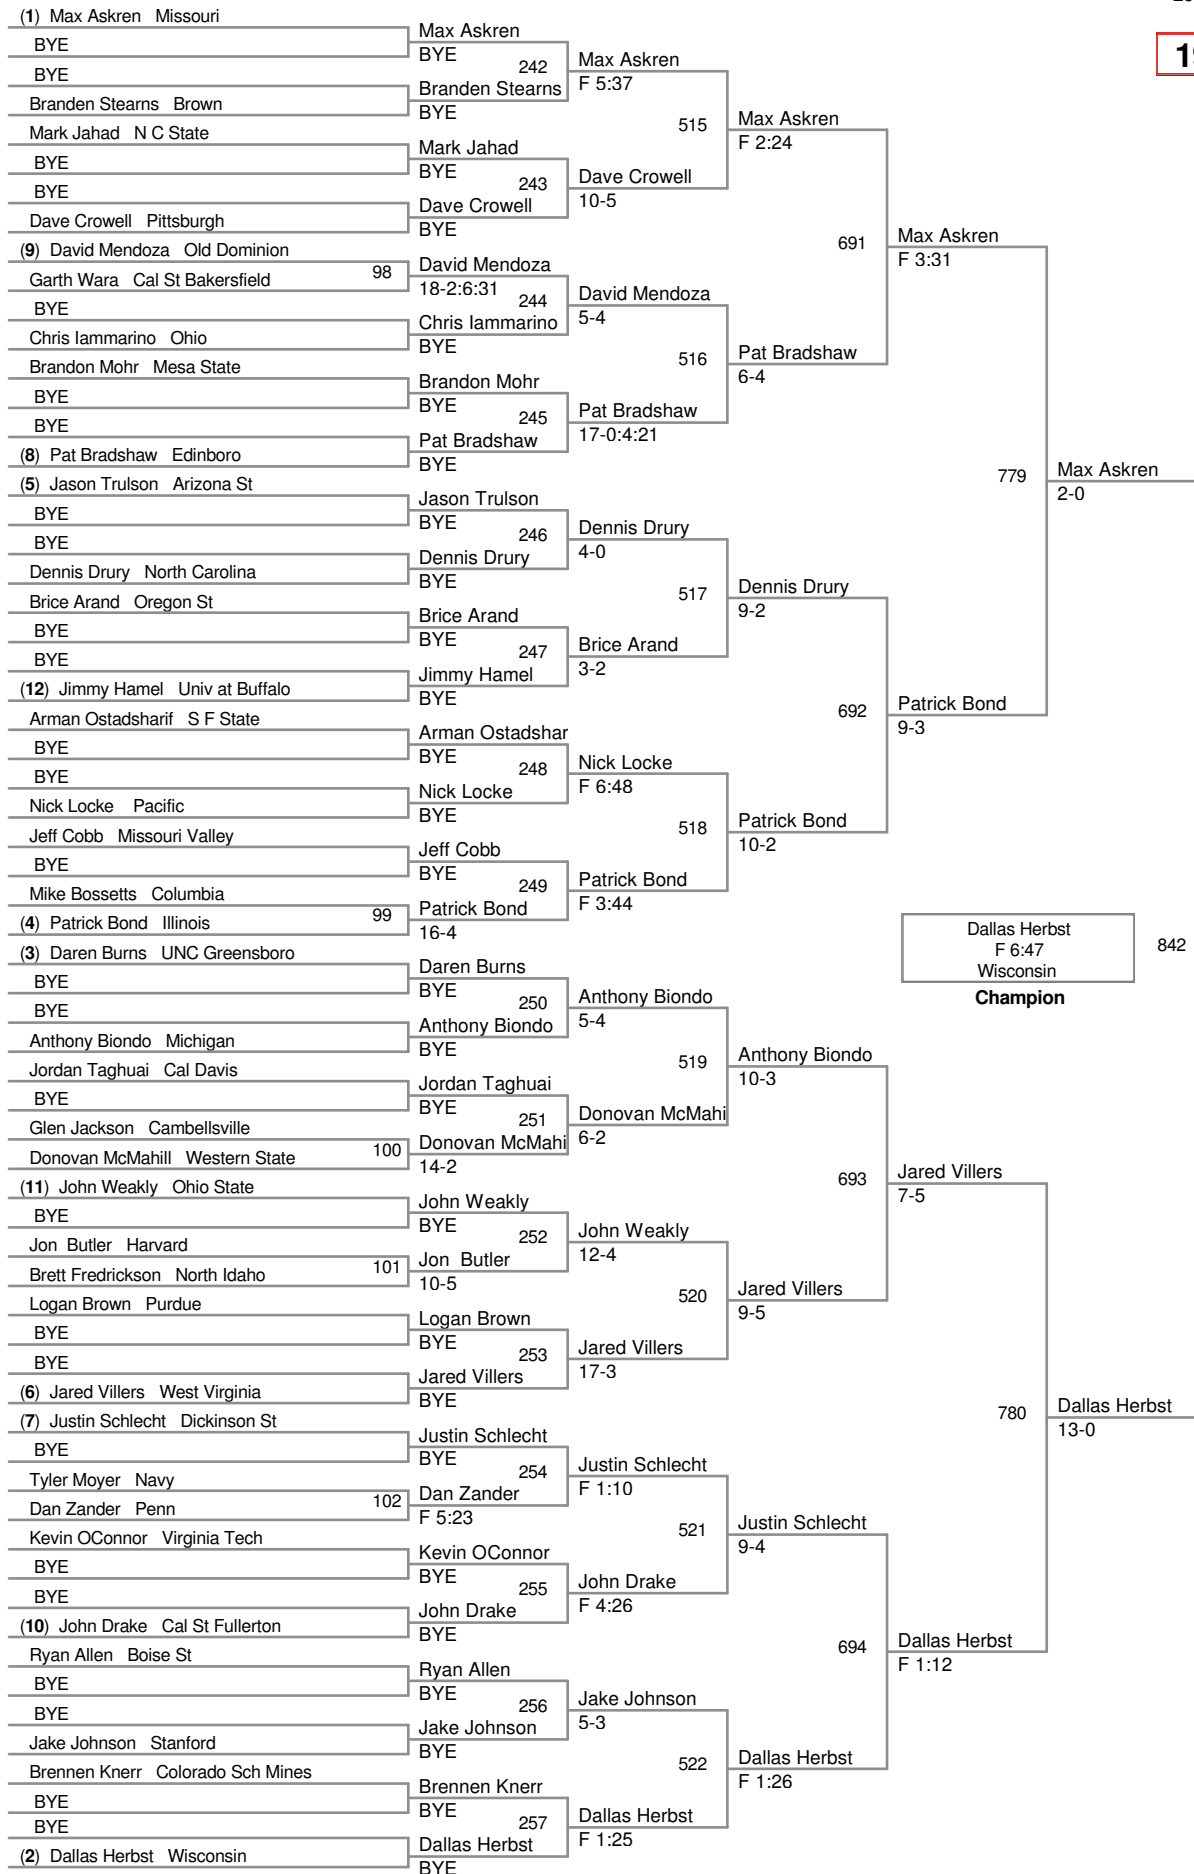 (1) Max Askren Missouri
BYE
BYE
Branden Stearns Brown
Mark Jahad N C State
BYE
BYE
Dave Crowell Pittsburgh
(9) David Mendoza Old Dominion
Garth Wara Cal St Bakersfield
98
BYE
Chris Iammarino Ohio
Brandon Mohr Mesa State
BYE
BYE
(8) Pat Bradshaw Edinboro
(5) Jason Trulson Arizona St
BYE
BYE
Dennis Drury North Carolina
Brice Arand Oregon St
BYE
BYE
(12) Jimmy Hamel Univ at Buffalo
Arman Ostadsharif S F State
BYE
BYE
Nick Locke Pacific
Jeff Cobb Missouri Valley
BYE
Mike Bossetts Columbia
99
(4) Patrick Bond Illinois
(3) Daren Burns UNC Greensboro
BYE
BYE
Anthony Biondo Michigan
Jordan Taghuai Cal Davis
BYE
Glen Jackson Cambellsville
100
Donovan McMahill Western State
(11) John Weakly Ohio State
BYE
Jon Butler Harvard
101
Brett Fredrickson North Idaho
Logan Brown Purdue
BYE
BYE
(6) Jared Villers West Virginia
(7) Justin Schlecht Dickinson St
BYE
Tyler Moyer Navy
102
Dan Zander Penn
Kevin OConnor Virginia Tech
BYE
BYE
(10) John Drake Cal St Fullerton
Ryan Allen Boise St
BYE
BYE
Jake Johnson Stanford
Brennen Knerr Colorado Sch Mines
BYE
BYE
(2) Dallas Herbst Wisconsin
Max Askren
BYE
242
Branden Stearns
BYE
Mark Jahad
BYE
243
Dave Crowell
BYE
David Mendoza
18-2:6:31
244
Chris Iammarino
BYE
Brandon Mohr
BYE
245
Pat Bradshaw
BYE
Jason Trulson
BYE
246
Dennis Drury
BYE
Brice Arand
BYE
247
Jimmy Hamel
BYE
Arman Ostadshar
BYE
248
Nick Locke
BYE
Jeff Cobb
BYE
249
Patrick Bond
16-4
Daren Burns
BYE
250
Anthony Biondo
BYE
Jordan Taghuai
BYE
251
Donovan McMahi
14-2
John Weakly
BYE
252
Jon Butler
10-5
Logan Brown
BYE
253
Jared Villers
BYE
Justin Schlecht
BYE
254
Dan Zander
F 5:23
Kevin OConnor
BYE
255
John Drake
BYE
Ryan Allen
BYE
256
Jake Johnson
BYE
Brennen Knerr
BYE
257
Dallas Herbst
BYE
Max Askren
F 5:37
515
Dave Crowell
10-5
David Mendoza
5-4
516
Pat Bradshaw
17-0:4:21
Dennis Drury
4-0
517
Brice Arand
3-2
Nick Locke
F 6:48
518
Patrick Bond
F 3:44
Anthony Biondo
5-4
519
Donovan McMahi
6-2
John Weakly
12-4
520
Jared Villers
17-3
Justin Schlecht
F 1:10
521
John Drake
F 4:26
Jake Johnson
5-3
522
Dallas Herbst
F 1:25
Max Askren
F 2:24
691
Pat Bradshaw
6-4
Dennis Drury
9-2
692
Patrick Bond
10-2
Anthony Biondo
10-3
693
Jared Villers
9-5
Justin Schlecht
9-4
694
Dallas Herbst
F 1:26
Max Askren
F 3:31
779
Patrick Bond
9-3
Jared Villers
7-5
780
Dallas Herbst
F 1:12
Max Askren
2-0
Dallas Herbst
13-0
Dallas Herbst
F 6:47
Wisconsin
842
Champion